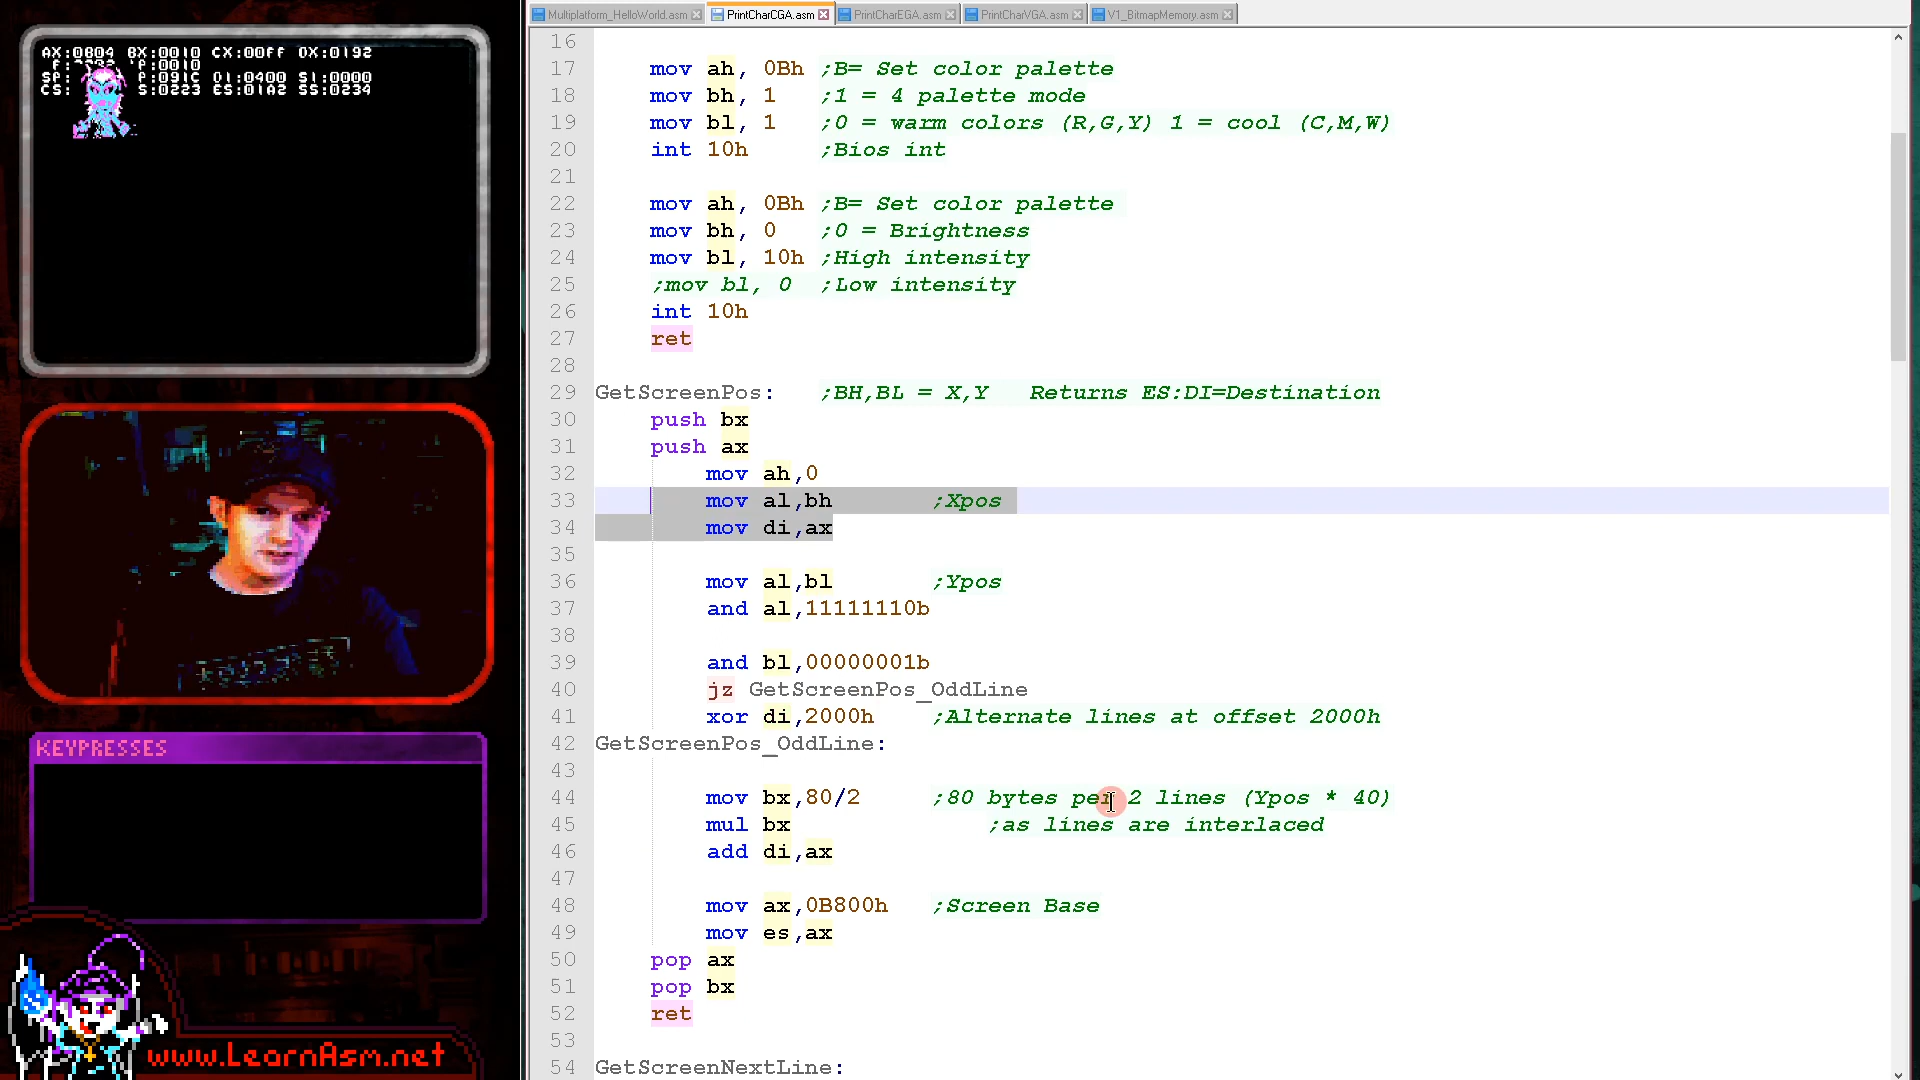 Multiplatform_HelloWorld.asm PrintCharCGA.asm PrintCharEGA.asm PrintCharVGA.asm V1_BitmapMemory.asm
AX:0804 BX:0010 CX:00FF DX:0192
SP: :091C DI:0400 SI:0000
CS: S:0223 ES:01A2 SS:0234
KEYPRESSES
www.LearnAsm.net
16
17 mov ah, 0Bh ;B= Set color palette
18 mov bh, 1 ;1 = 4 palette mode
19 mov bl, 1 ;0 = warm colors (R,G,Y) 1 = cool (C,M,W)
20 int 10h ;Bios int
21
22 mov ah, 0Bh ;B= Set color palette
23 mov bh, 0 ;0 = Brightness
24 mov bl, 10h ;High intensity
25 ;mov bl, 0 ;Low intensity
26 int 10h
27 ret
28
29 GetScreenPos: ;BH,BL = X,Y Returns ES:DI=Destination
30 push bx
31 push ax
32 mov ah,0
33 mov al,bh ;Xpos
34 mov di,ax
35
36 mov al,bl ;Ypos
37 and al,11111110b
38
39 and bl,00000001b
40 jz GetScreenPos_OddLine
41 xor di,2000h ;Alternate lines at offset 2000h
42 GetScreenPos_OddLine:
43
44 mov bx,80/2 ;80 bytes per 2 lines (Ypos * 40)
45 mul bx ;as lines are interlaced
46 add di,ax
47
48 mov ax,0B800h ;Screen Base
49 mov es,ax
50 pop ax
51 pop bx
52 ret
53
54 GetScreenNextLine: